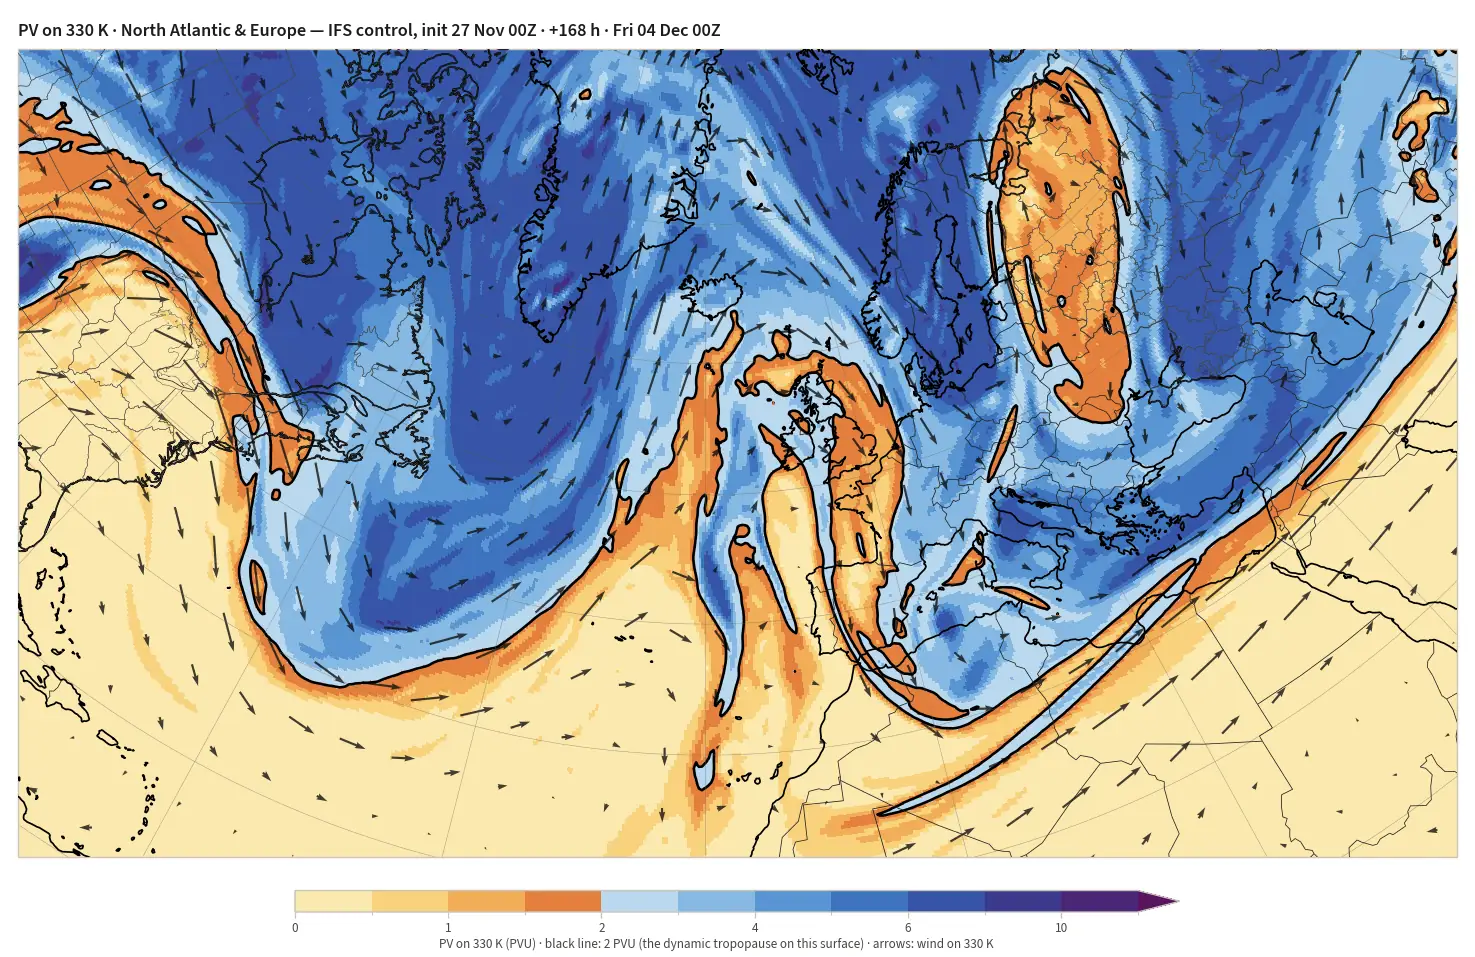 PV on 330 K · North Atlantic & Europe — IFS control, init 27 Nov 00Z · +168 h · Fri 04 Dec 00Z
0 1 2 4 6 10
PV on 330 K (PVU) · black line: 2 PVU (the dynamic tropopause on this surface) · arrows: wind on 330 K